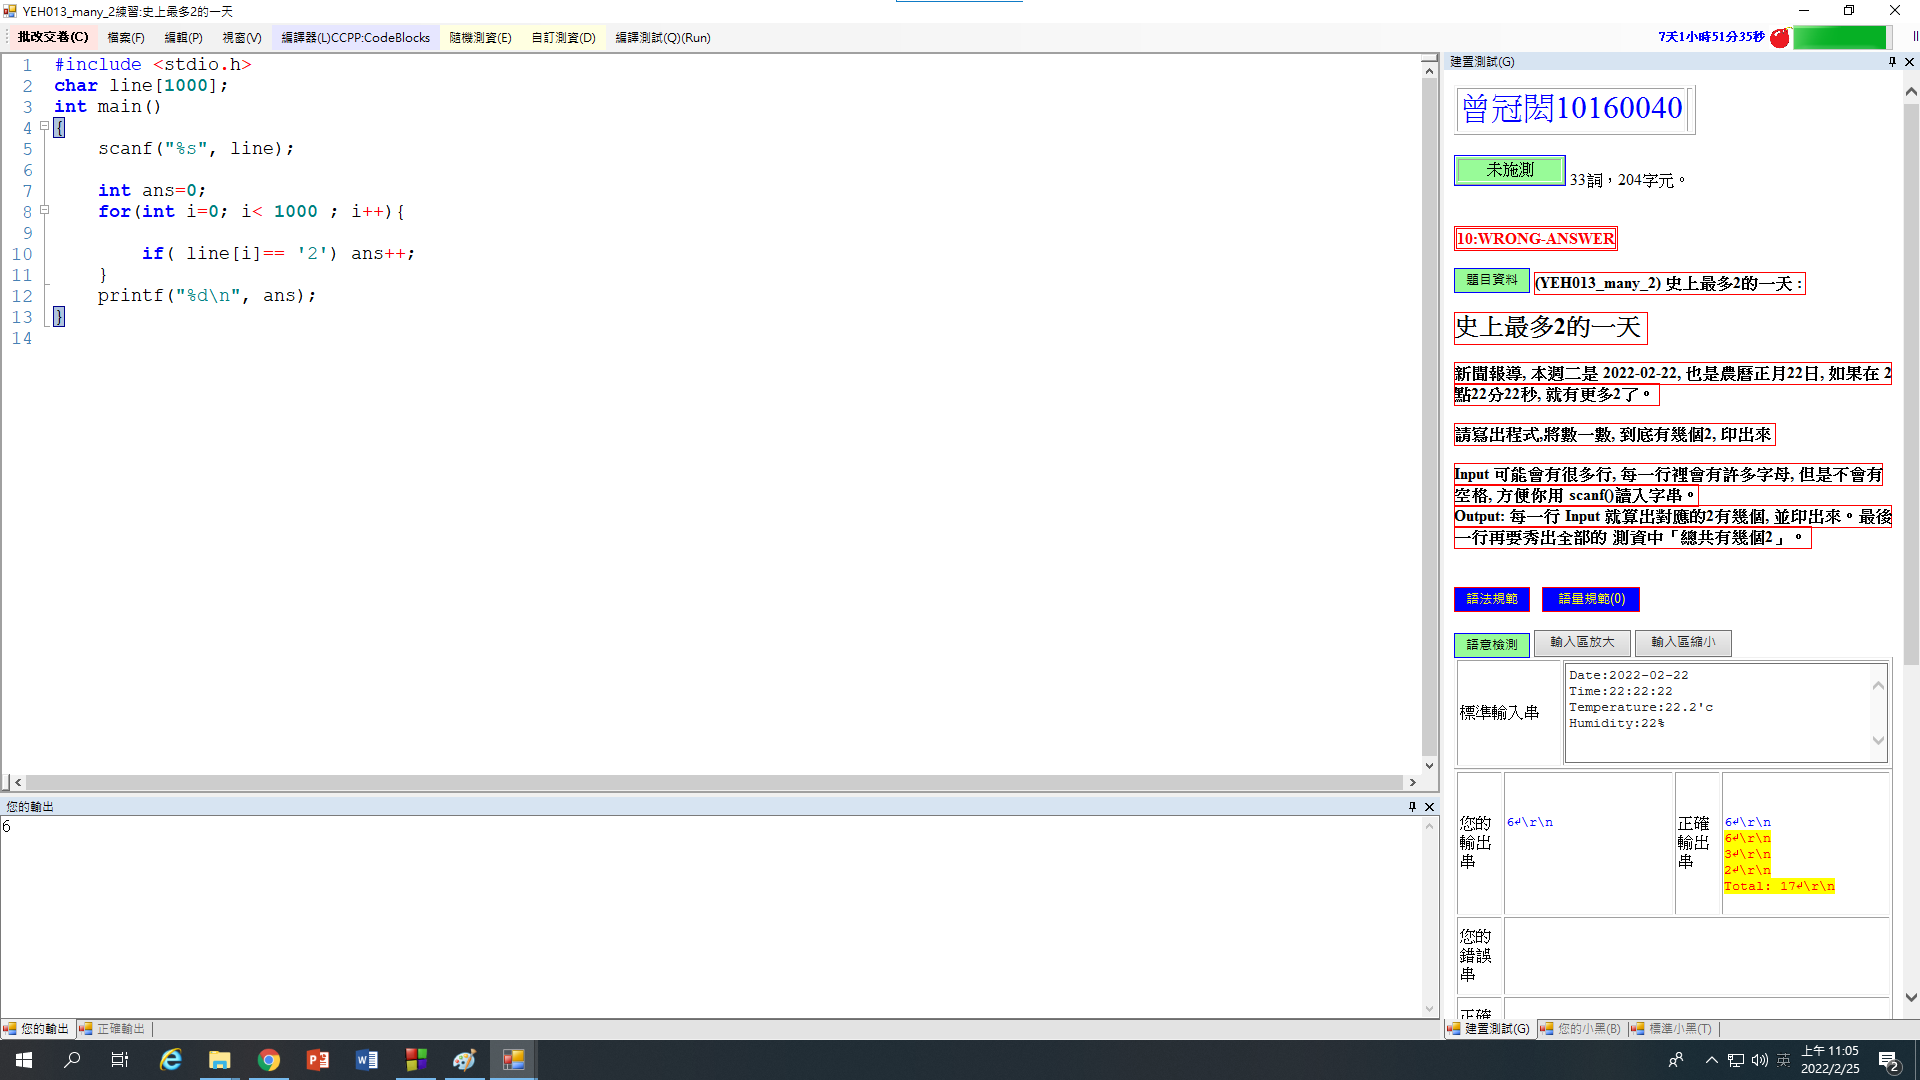 YEH013_many_2練習:史上最多2的一天
批改交卷(C) 檔案(F) 編輯(P) 視窗(V) 編譯器(L)CCPP:CodeBlocks 隨機測資(E) 自訂測資(D) 編譯測試(Q)(Run) 7天1小時51分35秒
1 #include <stdio.h>
2 char line[1000];
3 int main()
4 {
5 scanf("%s", line);
6
7 int ans=0;
8 for(int i=0; i< 1000 ; i++){
9
10 if( line[i]== '2') ans++;
11 }
12 printf("%d\n", ans);
13 }
14
您的輸出
6
您的輸出 正確輸出
建置測試(G)
曾冠閎10160040
未施測 33詞，204字元。
10:WRONG-ANSWER
題目資料 (YEH013_many_2) 史上最多2的一天 :
史上最多2的一天
新聞報導, 本週二是 2022-02-22, 也是農曆正月22日, 如果在 2
點22分22秒, 就有更多2了。
請寫出程式,將數一數, 到底有幾個2, 印出來
Input 可能會有很多行, 每一行裡會有許多字母, 但是不會有
空格, 方便你用 scanf()讀入字串。
Output: 每一行 Input 就算出對應的2有幾個, 並印出來。最後
一行再要秀出全部的 測資中「總共有幾個2」。
語法規範 語量規範(0)
語意檢測 輸入區放大 輸入區縮小
標準輸入串
Date:2022-02-22
Time:22:22:22
Temperature:22.2'c
Humidity:22%
您的
輸出
串
6↲\r\n
正確
輸出
串
6↲\r\n
6↲\r\n
3↲\r\n
2↲\r\n
Total: 17↲\r\n
您的
錯誤
串
正確
建置測試(G) 您的小黑(B) 標準小黑(T)
英
上午 11:05
2022/2/25
2